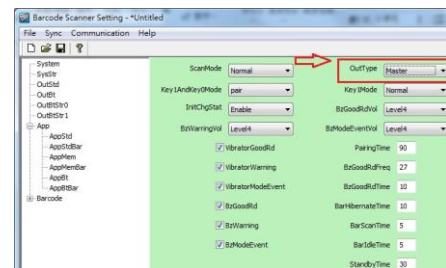 Barcode Scanner Setting - *Untitled
File Sync Communication Help
System
SysStr
OutStd
OutBt
OutBtStr0
OutBtStr1
App
AppStd
AppStdBar
AppMem
AppMemBar
AppBt
AppBtBar
Barcode
ScanMode Normal OutType Master
Key1AndKey0Mode pair Key1Mode Normal
InitChgStat Enable BzGoodRdVol Level4
BzWarningVol Level4 BzModeEventVol Level4
VibratorGoodRd PairingTime 90
VibratorWarning BzGoodRdFreq 27
VibratorModeEvent BzGoodRdTime 10
BzGoodRd BarHibernateTime 10
BzWarning BarScanTime 5
BzModeEvent BarIdleTime 5
StandbyTime 30